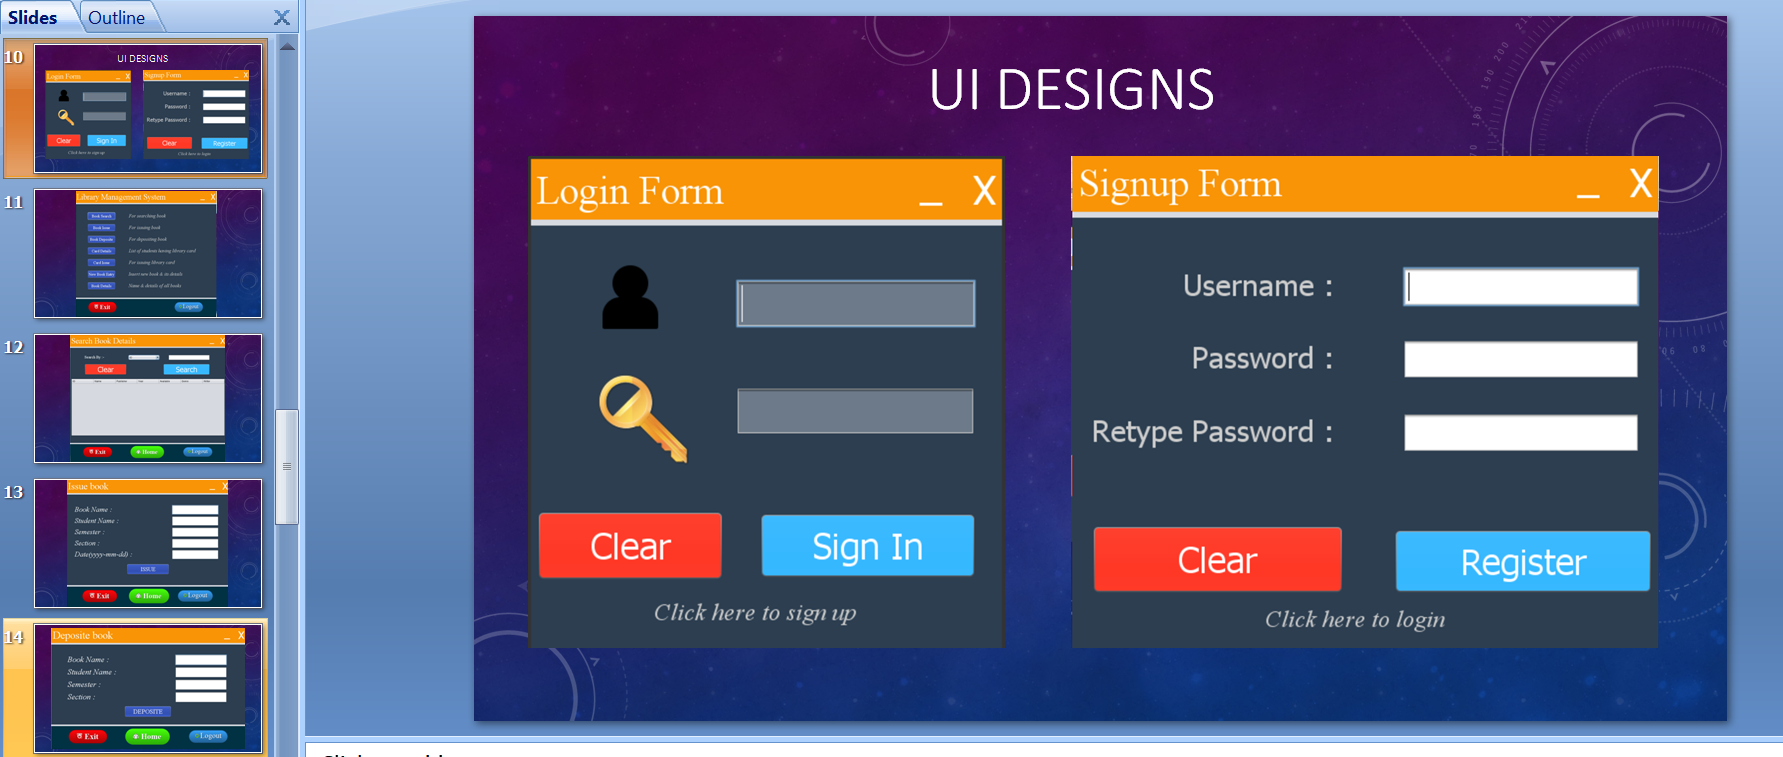 Slides
Outline
10
UI DESIGNS
Login Form _ X
Signup Form _ X
Username :
Password :
Retype Password :
Clear
Sign In
Clear
Register
Click here to sign up
Click here to login
11
Library Management System _ X
Book Search For searching book
Book Issue For issuing book
Book Deposite For depositing book
Card Details List of students having library card
Card Issue For issuing library card
New Book Entry Insert new book & its details
Book Details Name & details of all books
Exit
Logout
12
Search Book Details _ X
Search By :
Clear
Search
Exit
Home
Logout
13
Issue book _ X
Book Name :
Student Name :
Semester :
Section :
Date(yyyy-mm-dd) :
ISSUE
Exit
Home
Logout
14
Deposite book _ X
Book Name :
Student Name :
Semester :
Section :
DEPOSITE
Exit
Home
Logout
UI DESIGNS
Login Form _ X
Clear
Sign In
Click here to sign up
Signup Form _ X
Username :
Password :
Retype Password :
Clear
Register
Click here to login